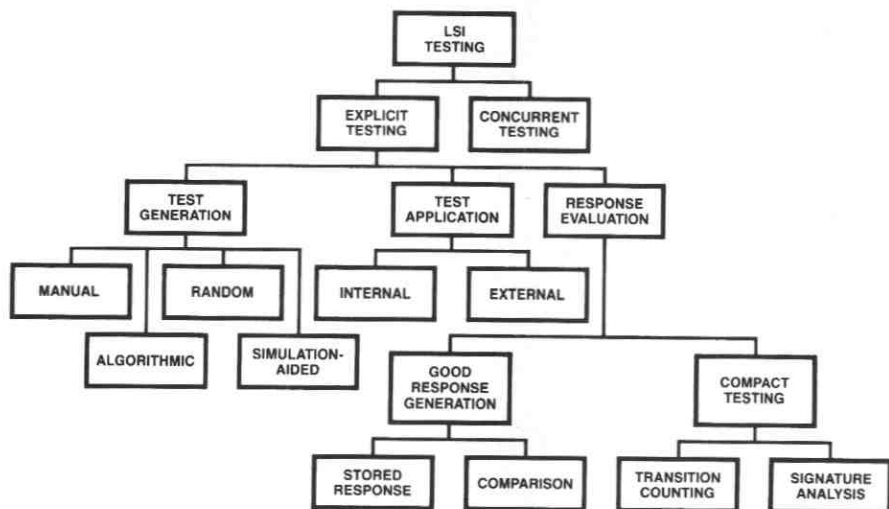 LSI
TESTING
EXPLICIT
TESTING
CONCURRENT
TESTING
TEST
GENERATION
TEST
APPLICATION
RESPONSE
EVALUATION
MANUAL
RANDOM
INTERNAL
EXTERNAL
ALGORITHMIC
SIMULATION-
AIDED
GOOD
RESPONSE
GENERATION
COMPACT
TESTING
STORED
RESPONSE
COMPARISON
TRANSITION
COUNTING
SIGNATURE
ANALYSIS